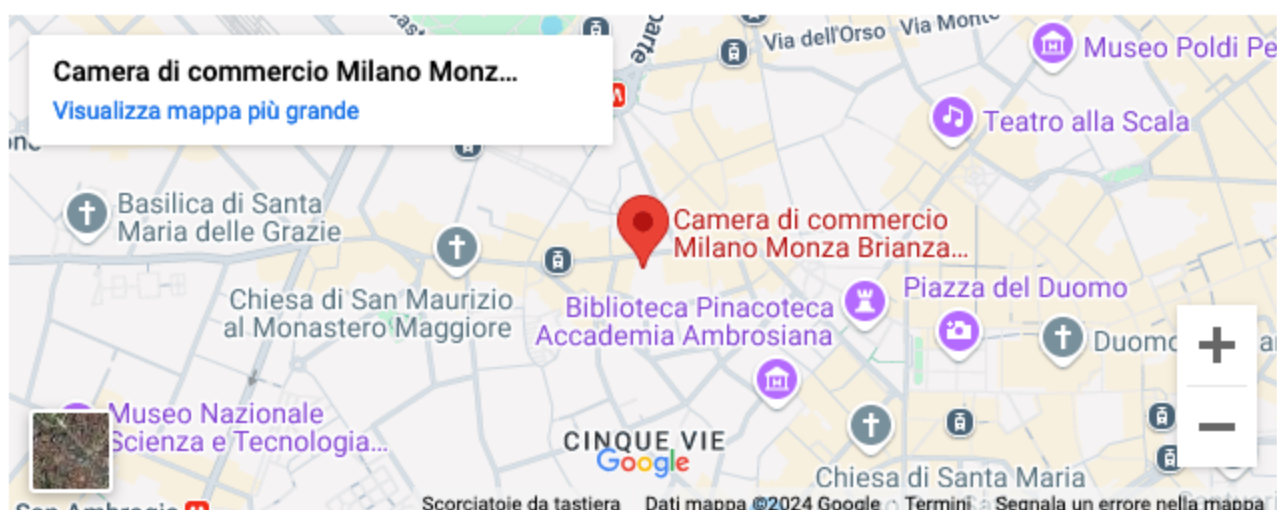 Camera di commercio Milano Monz...
Visualizza mappa più grande
Via dell'Orso
Via Monte
Museo Poldi Pe
Teatro alla Scala
Basilica di Santa
Maria delle Grazie
Camera di commercio
Milano Monza Brianza...
Chiesa di San Maurizio
al Monastero Maggiore
Biblioteca Pinacoteca
Accademia Ambrosiana
Piazza del Duomo
Duomo
Museo Nazionale
Scienza e Tecnologia...
CINQUE VIE
Google
Chiesa di Santa Maria
San Ambrogio
Scorciatoie da tastiera
Dati mappa ©2024 Google
Termini
Segnala un errore nella mappa